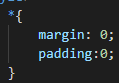 *{
margin: 0;
padding:0;
}